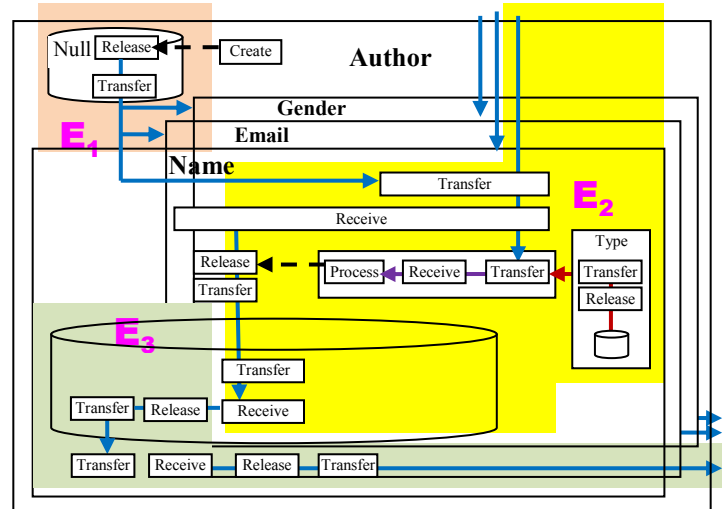 Null
Release
Create
Author
Transfer
Gender
E1
Email
Name
Transfer
E2
Receive
Type
Release
Process
Receive
Transfer
Transfer
Transfer
Release
E3
Transfer
Transfer
Release
Receive
Transfer
Receive
Release
Transfer